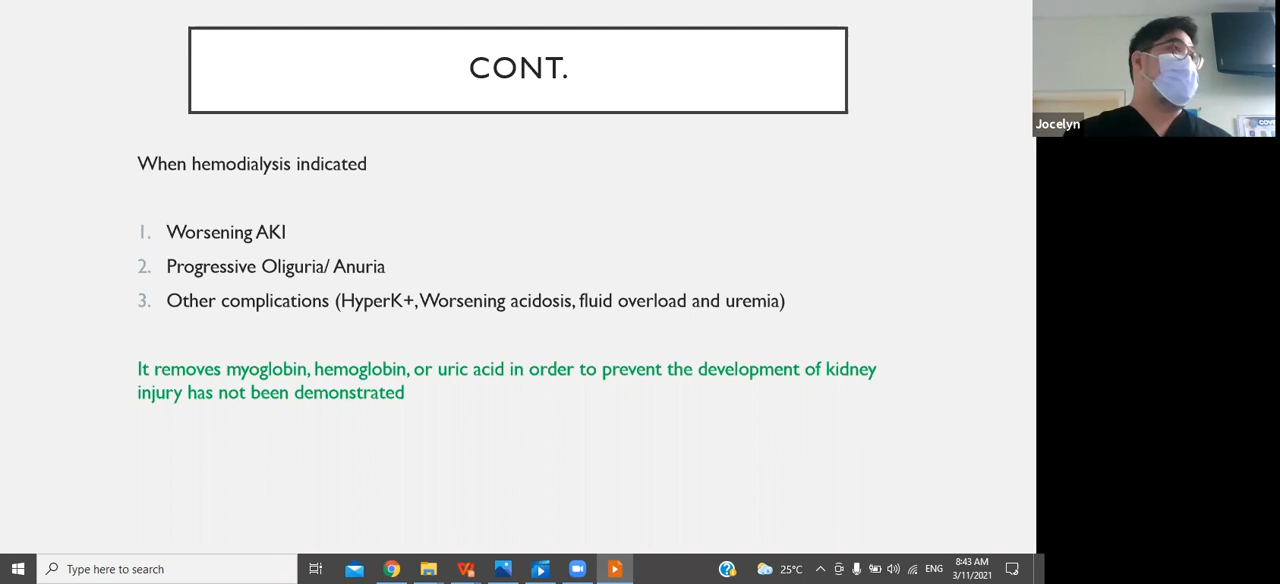 CONT.
Jocelyn
When hemodialysis indicated
1. Worsening AKI
2. Progressive Oliguria/ Anuria
3. Other complications (HyperK+, Worsening acidosis, fluid overload and uremia)
It removes myoglobin, hemoglobin, or uric acid in order to prevent the development of kidney
injury has not been demonstrated
Type here to search
25°C
ENG
8:43 AM
3/11/2021